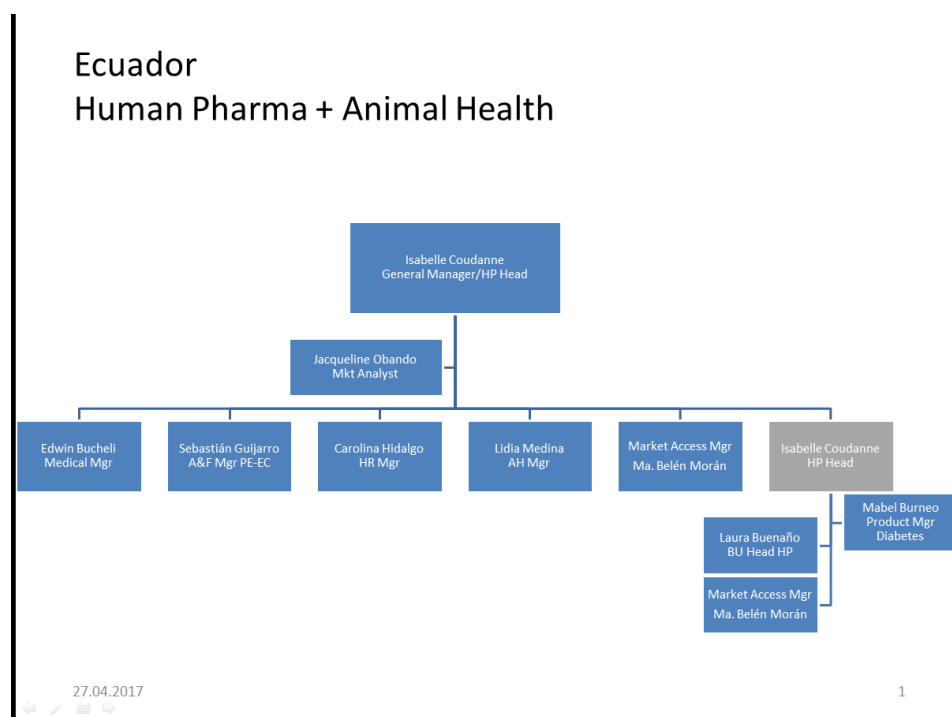 Ecuador
Human Pharma + Animal Health
Isabelle Coudanne
General Manager/HP Head
Jacqueline Obando
Mkt Analyst
Edwin Bucheli
Medical Mgr
Sebastián Guijarro
A&F Mgr PE-EC
Carolina Hidalgo
HR Mgr
Lidia Medina
AH Mgr
Market Access Mgr
Ma. Belén Morán
Isabelle Coudanne
HP Head
Mabel Burneo
Product Mgr
Diabetes
Laura Buenaño
BU Head HP
Market Access Mgr
Ma. Belén Morán
27.04.2017
1